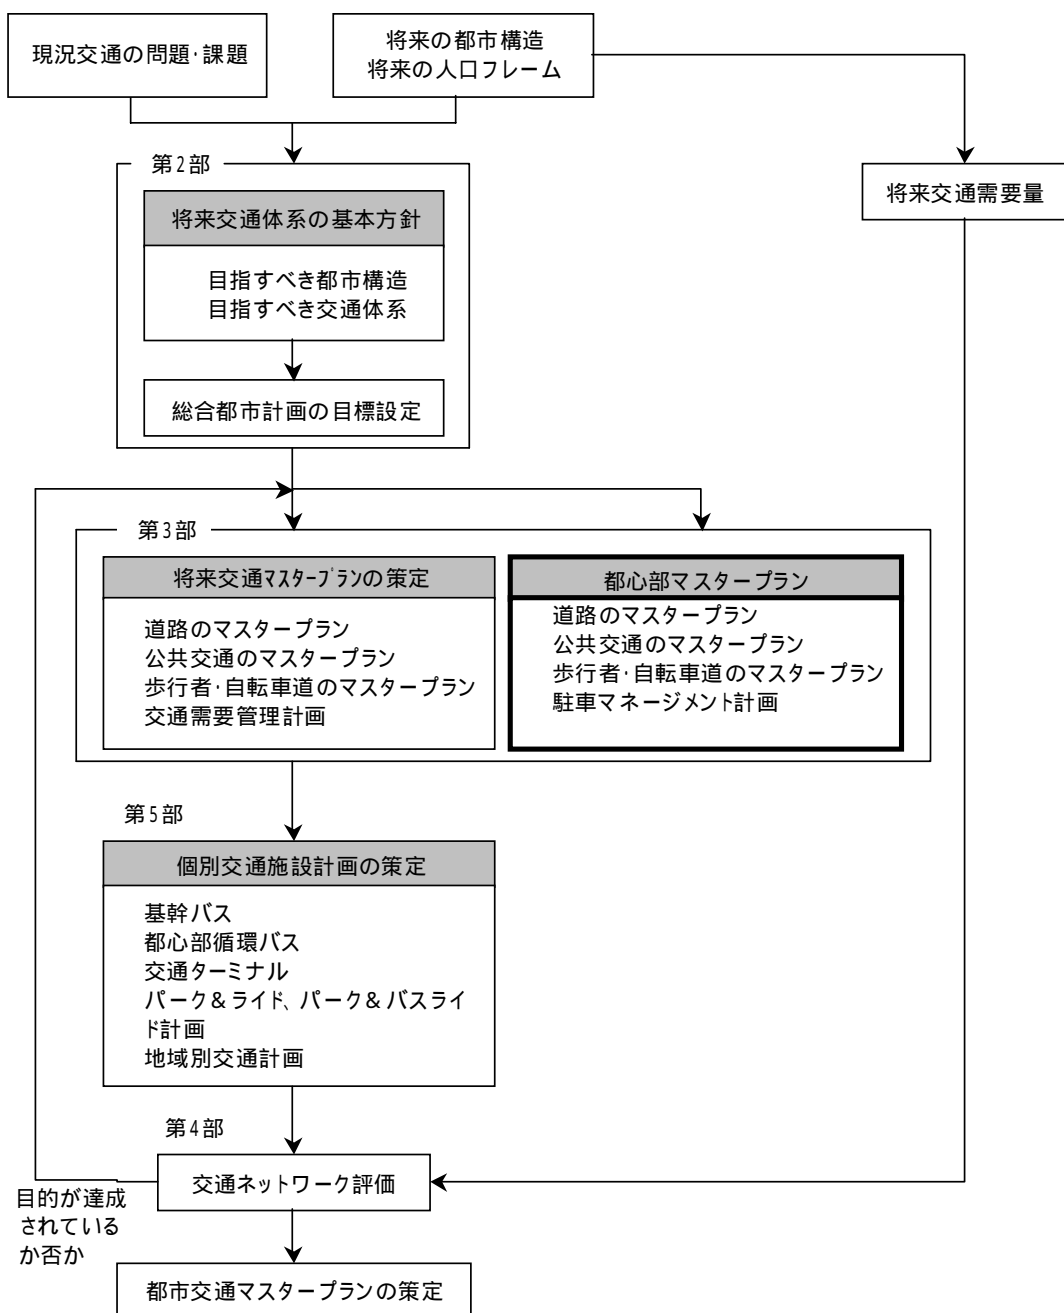 現況交通の問題・課題
将来の都市構造
将来の人口フレーム
第2部
将来交通需要量
将来交通体系の基本方針
目指すべき都市構造
目指すべき交通体系
総合都市計画の目標設定
第3部
将来交通ﾏｽﾀｰﾌﾟﾗﾝの策定
道路のマスタープラン
公共交通のマスタープラン
歩行者・自転車道のマスタープラン
交通需要管理計画
都心部マスタープラン
道路のマスタープラン
公共交通のマスタープラン
歩行者・自転車道のマスタープラン
駐車マネージメント計画
第5部
個別交通施設計画の策定
基幹バス
都心部循環バス
交通ターミナル
パーク&ライド、パーク&バスライ
ド計画
地域別交通計画
第4部
交通ネットワーク評価
目的が達成
されている
か否か
都市交通マスタープランの策定